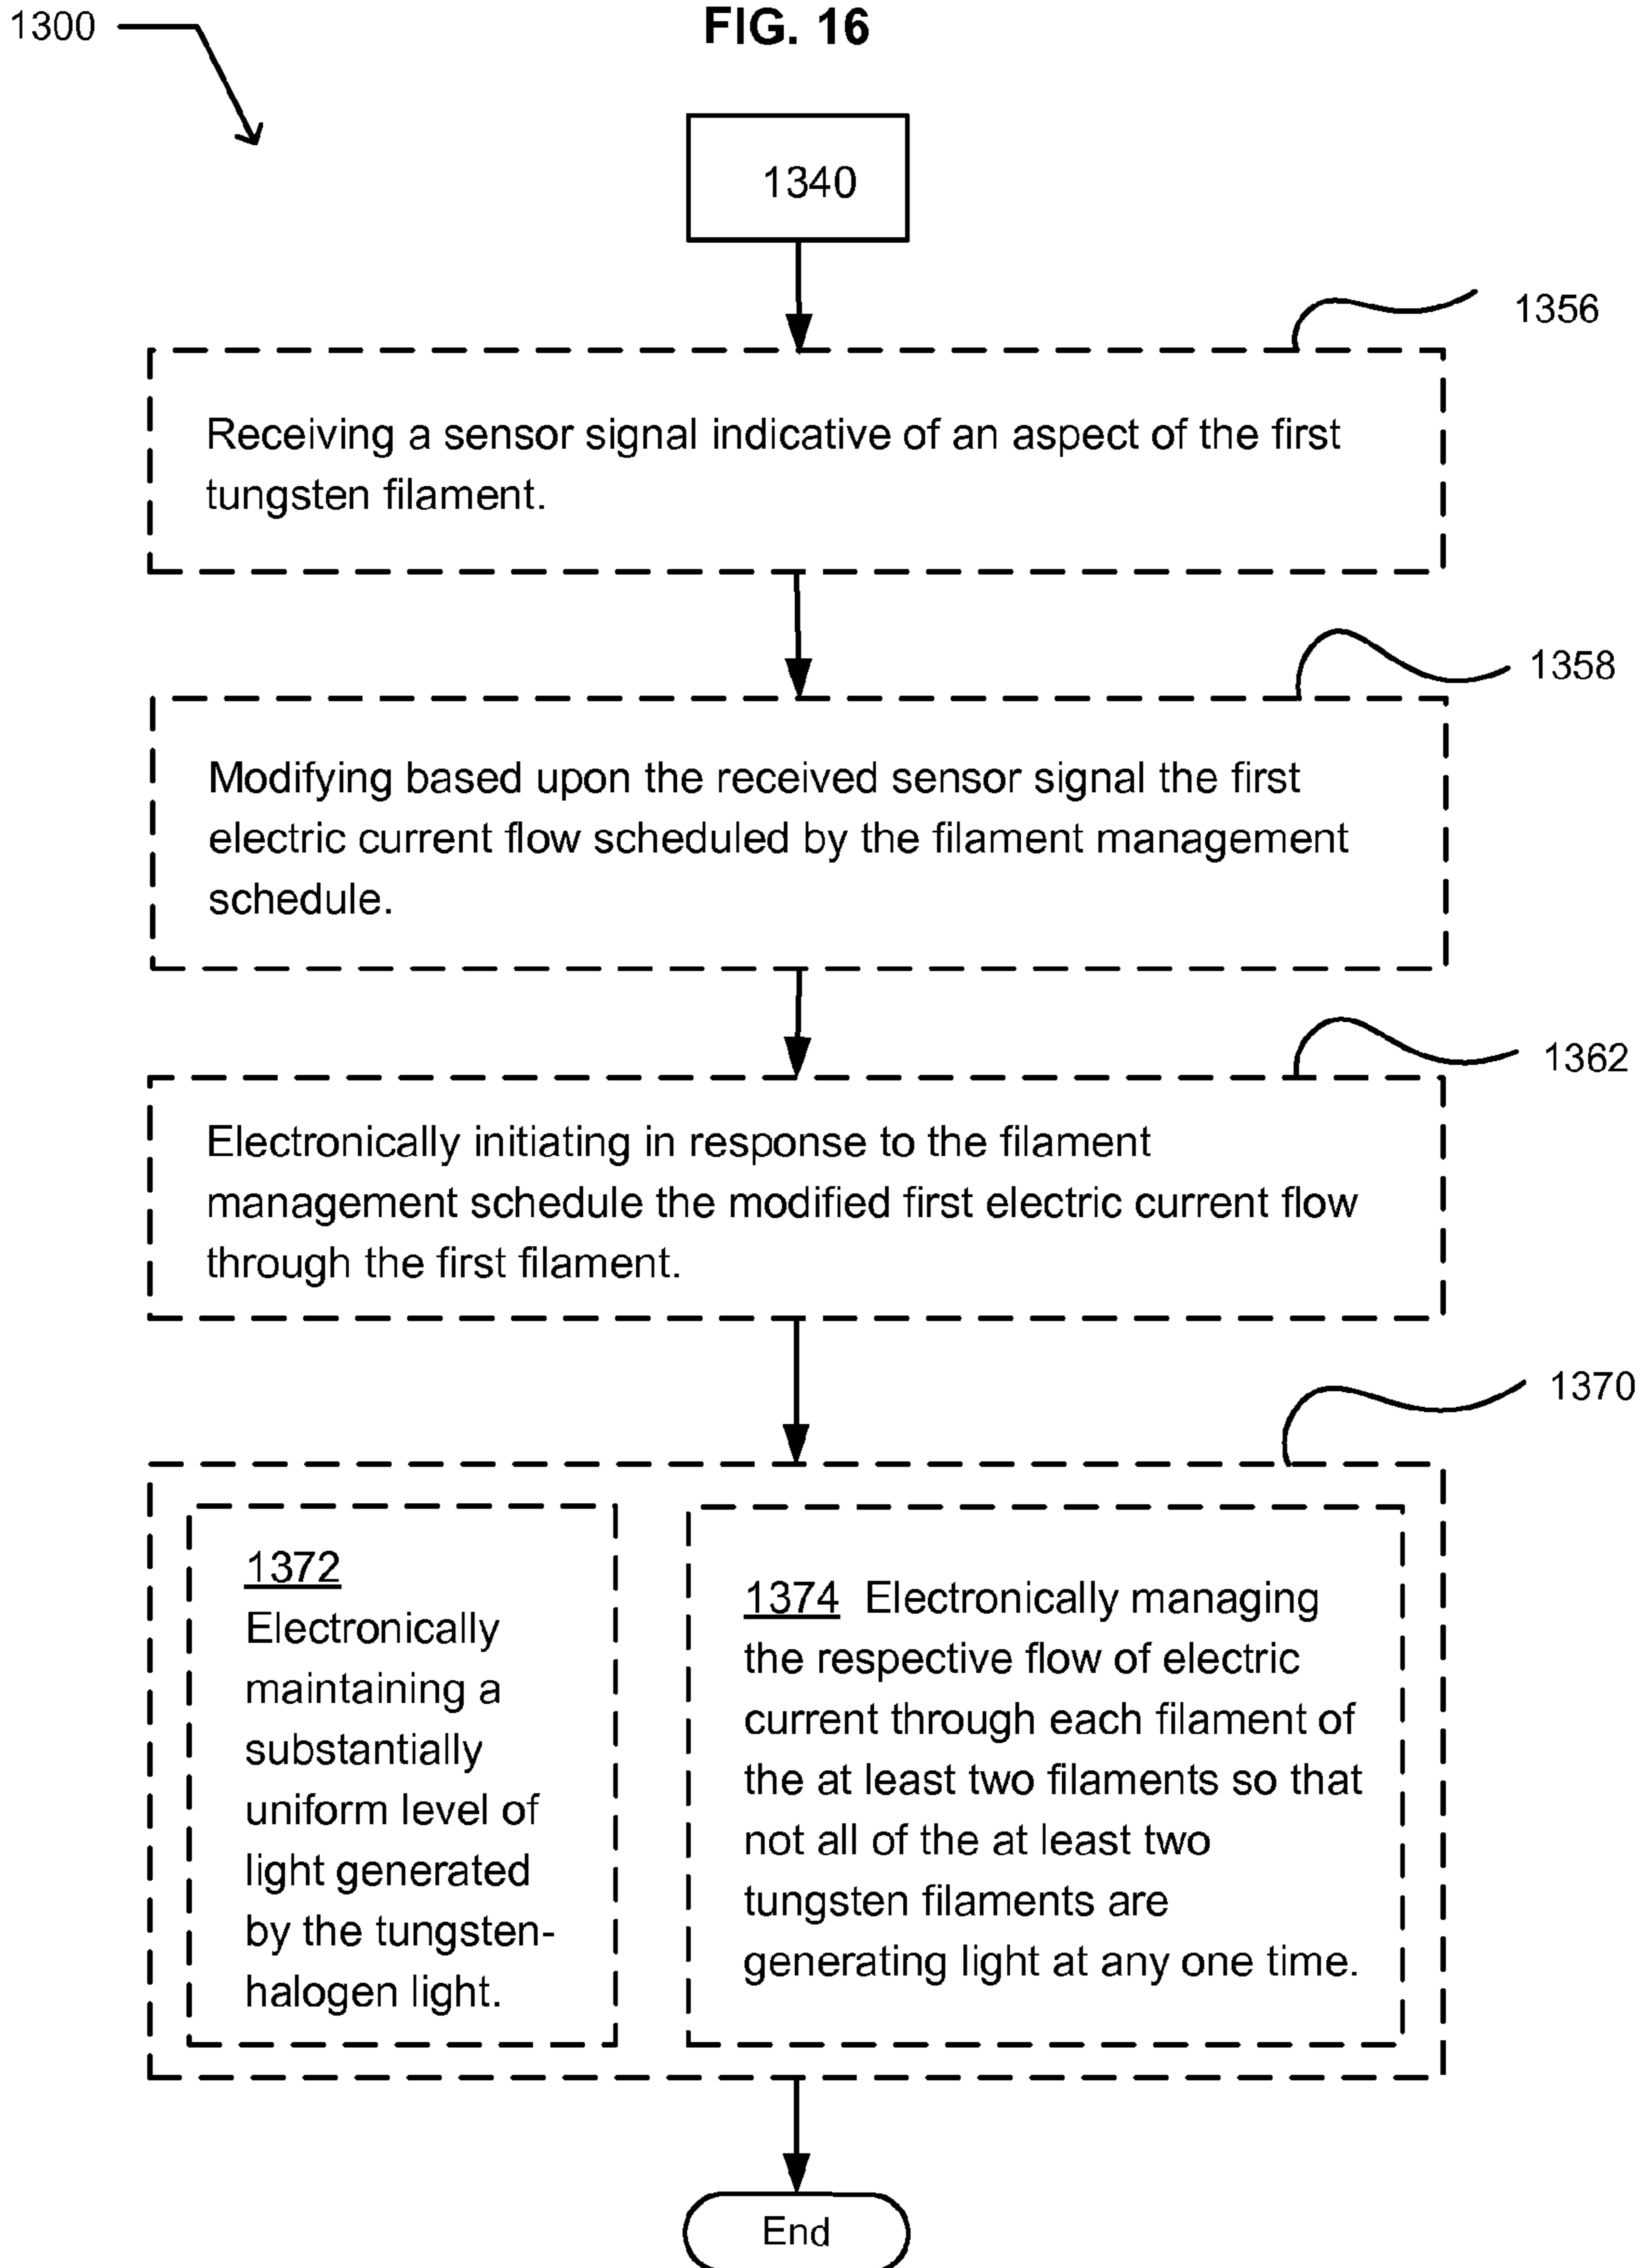 1300
FIG. 16
1340
1356
Receiving a sensor signal indicative of an aspect of the first
tungsten filament.
1358
Modifying based upon the received sensor signal the first
electric current flow scheduled by the filament management
schedule.
1362
Electronically initiating in response to the filament
management schedule the modified first electric current flow
through the first filament.
1370
1372
Electronically
maintaining a
substantially
uniform level of
light generated
by the tungsten-
halogen light.
1374 Electronically managing
the respective flow of electric
current through each filament of
the at least two filaments so that
not all of the at least two
tungsten filaments are
generating light at any one time.
End